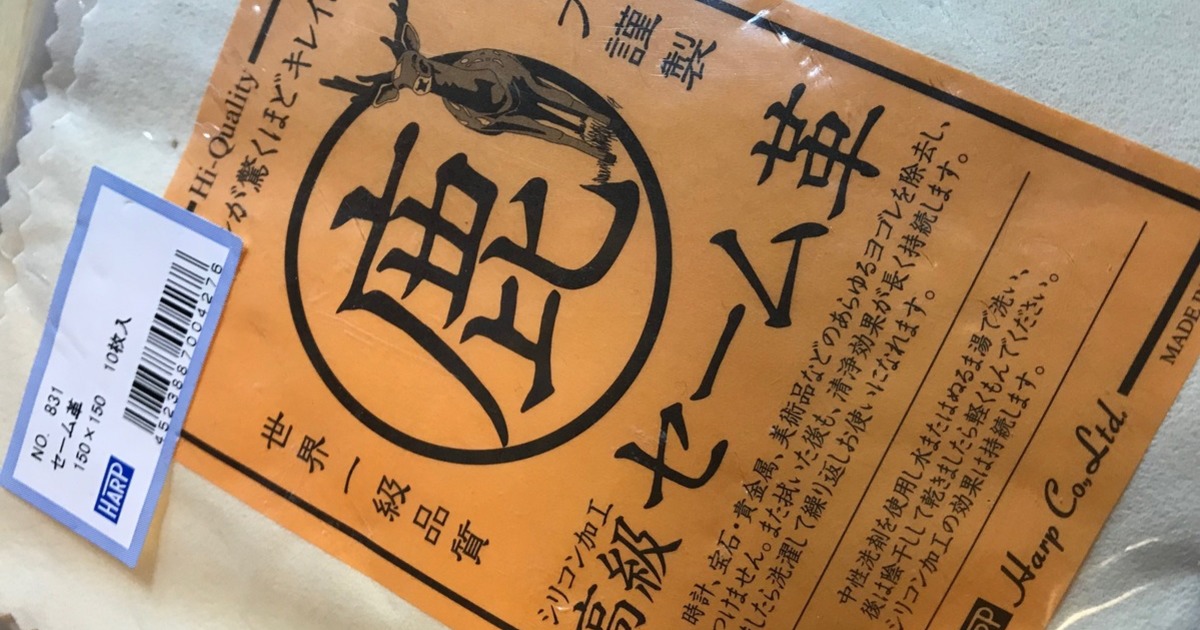 Hi-Quality
が驚くほどキレイ
謹製
鹿
世界一級品質
シリコン加工
高級セーム革
時計、宝石・貴金属、美術品などのあらゆるヨゴレを除去し、
つけません。また拭いた後も、清浄効果が長く持続します。
したら洗濯して繰り返しお使いになれます。
中性洗剤を使用し水またはぬるま湯で洗い、
後は陰干しして乾きましたら軽くもんでください。
シリコン加工の効果は持続します。
Harp Co., Ltd.
MADE
NO. 831
セーム革
150×150 10枚入
HARP
4523887004276